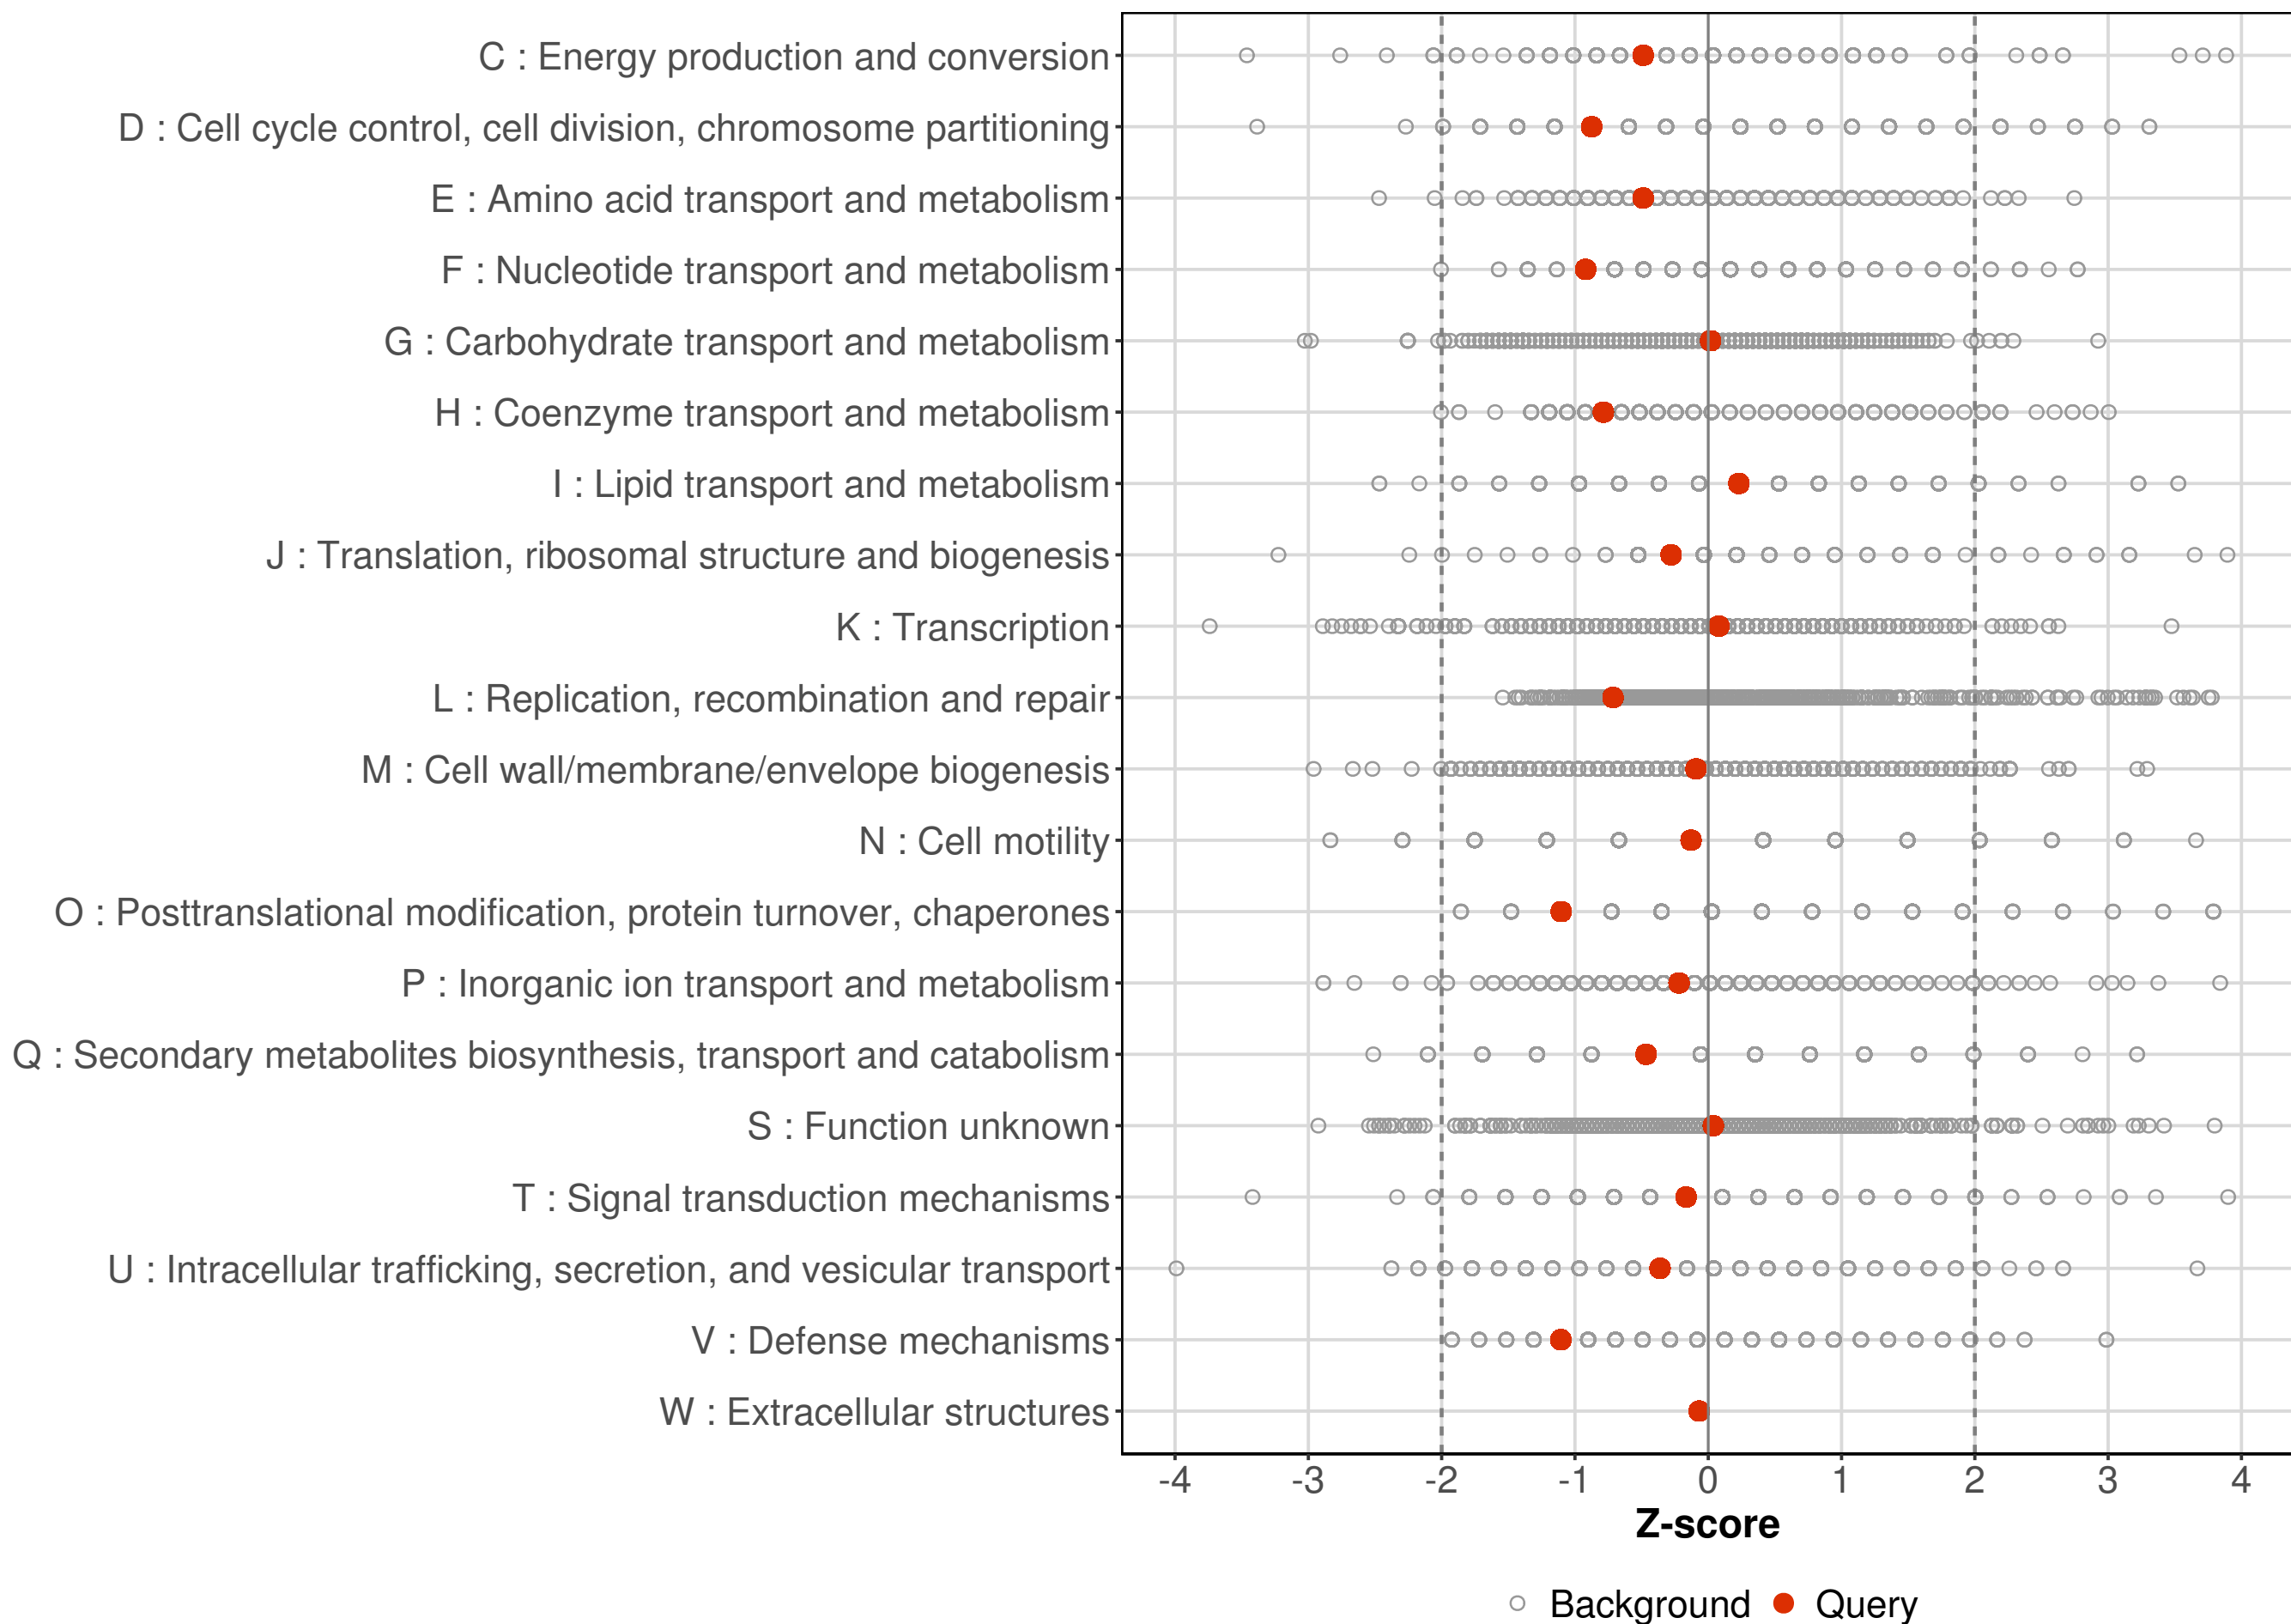 C : Energy production and conversion
D : Cell cycle control, cell division, chromosome partitioning
E : Amino acid transport and metabolism
F : Nucleotide transport and metabolism
G : Carbohydrate transport and metabolism
H : Coenzyme transport and metabolism
I : Lipid transport and metabolism
J : Translation, ribosomal structure and biogenesis
K : Transcription
L : Replication, recombination and repair
M : Cell wall/membrane/envelope biogenesis
N : Cell motility
O : Posttranslational modification, protein turnover, chaperones
P : Inorganic ion transport and metabolism
Q : Secondary metabolites biosynthesis, transport and catabolism
S : Function unknown
T : Signal transduction mechanisms
U : Intracellular trafficking, secretion, and vesicular transport
V : Defense mechanisms
W : Extracellular structures
-4 -3 -2 -1 0 1 2 3 4
Z-score
Background Query